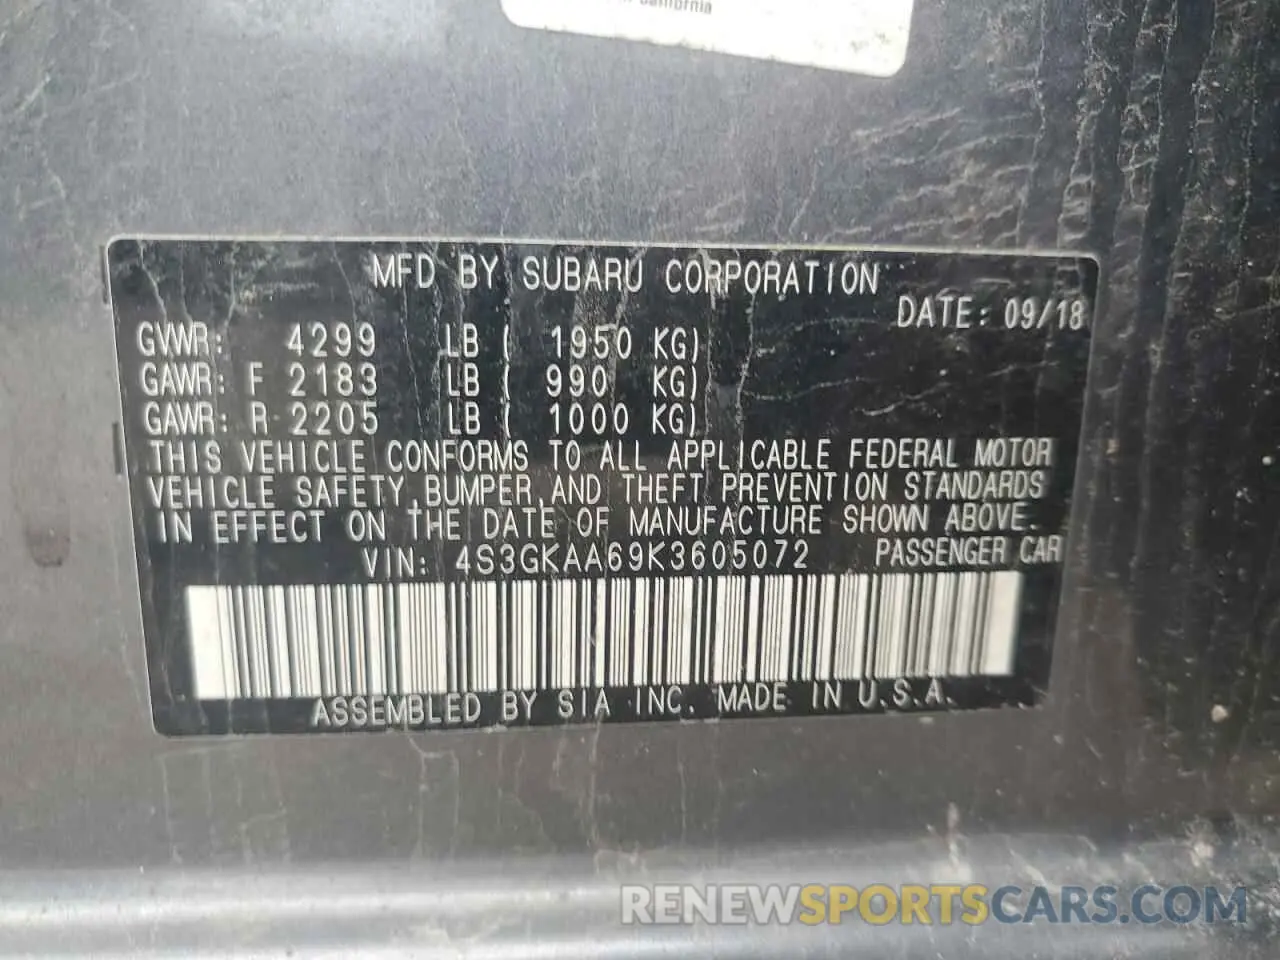 California
MFD BY SUBARU CORPORATION
DATE: 09/18
GVWR: 4299 LB ( 1950 KG)
GAWR: F 2183 LB ( 990 KG)
GAWR: R 2205 LB ( 1000 KG)
THIS VEHICLE CONFORMS TO ALL APPLICABLE FEDERAL MOTOR
VEHICLE SAFETY, BUMPER, AND THEFT PREVENTION STANDARDS
IN EFFECT ON THE DATE OF MANUFACTURE SHOWN ABOVE.
VIN: 4S3GKAA69K3605072 PASSENGER CAR
ASSEMBLED BY SIA INC. MADE IN U.S.A.
RENEWSPORTSCARS.COM